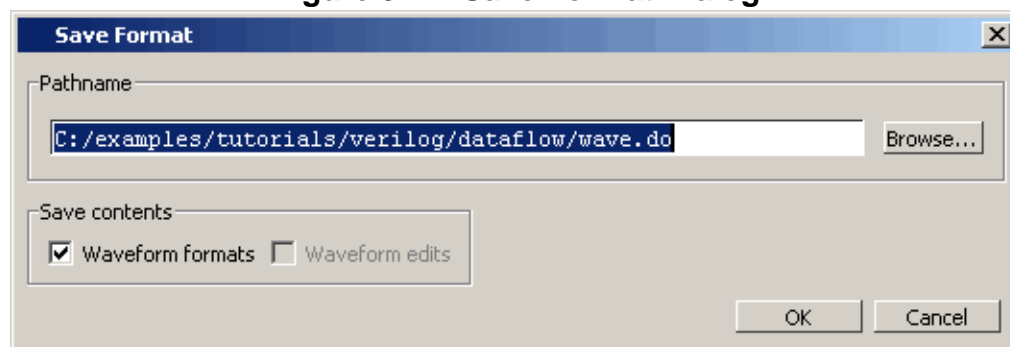 Save Format
Pathname
C:/examples/tutorials/verilog/dataflow/wave.do
Browse...
Save contents
Waveform formats Waveform edits
OK Cancel